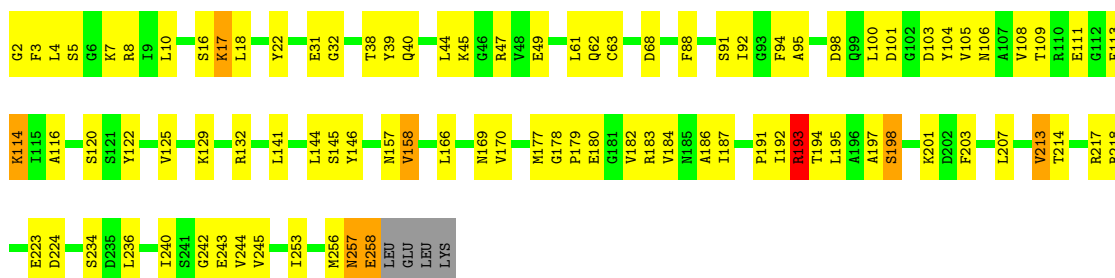 G2 F3 L4 S5 G6 K7 R8 I9 L10 S16 K17 L18 Y22 E31 G32 T38 Y39 Q40 L44 K45 G46 R47 V48 E49 L61 Q62 C63 D68 F88 S91 I92 G93 F94 A95 D98 Q99 L100 D101 G102 D103 Y104 V105 N106 A107 V108 T109 R110 E111 G112
K114 I115 A116 S120 S121 Y122 V125 K129 R132 L141 L144 S145 Y146 N157 V158 L166 N169 V170 M177 G178 P179 E180 G181 V182 R183 V184 N185 A186 I187 P191 I192 R193 T194 L195 A196 A197 S198 K201 D202 F203 L207 V213 T214 R217
E223 D224 S234 D235 L236 I240 S241 G242 E243 V244 V245 I253 M256 N257 E258 LEU GLU LEU LYS